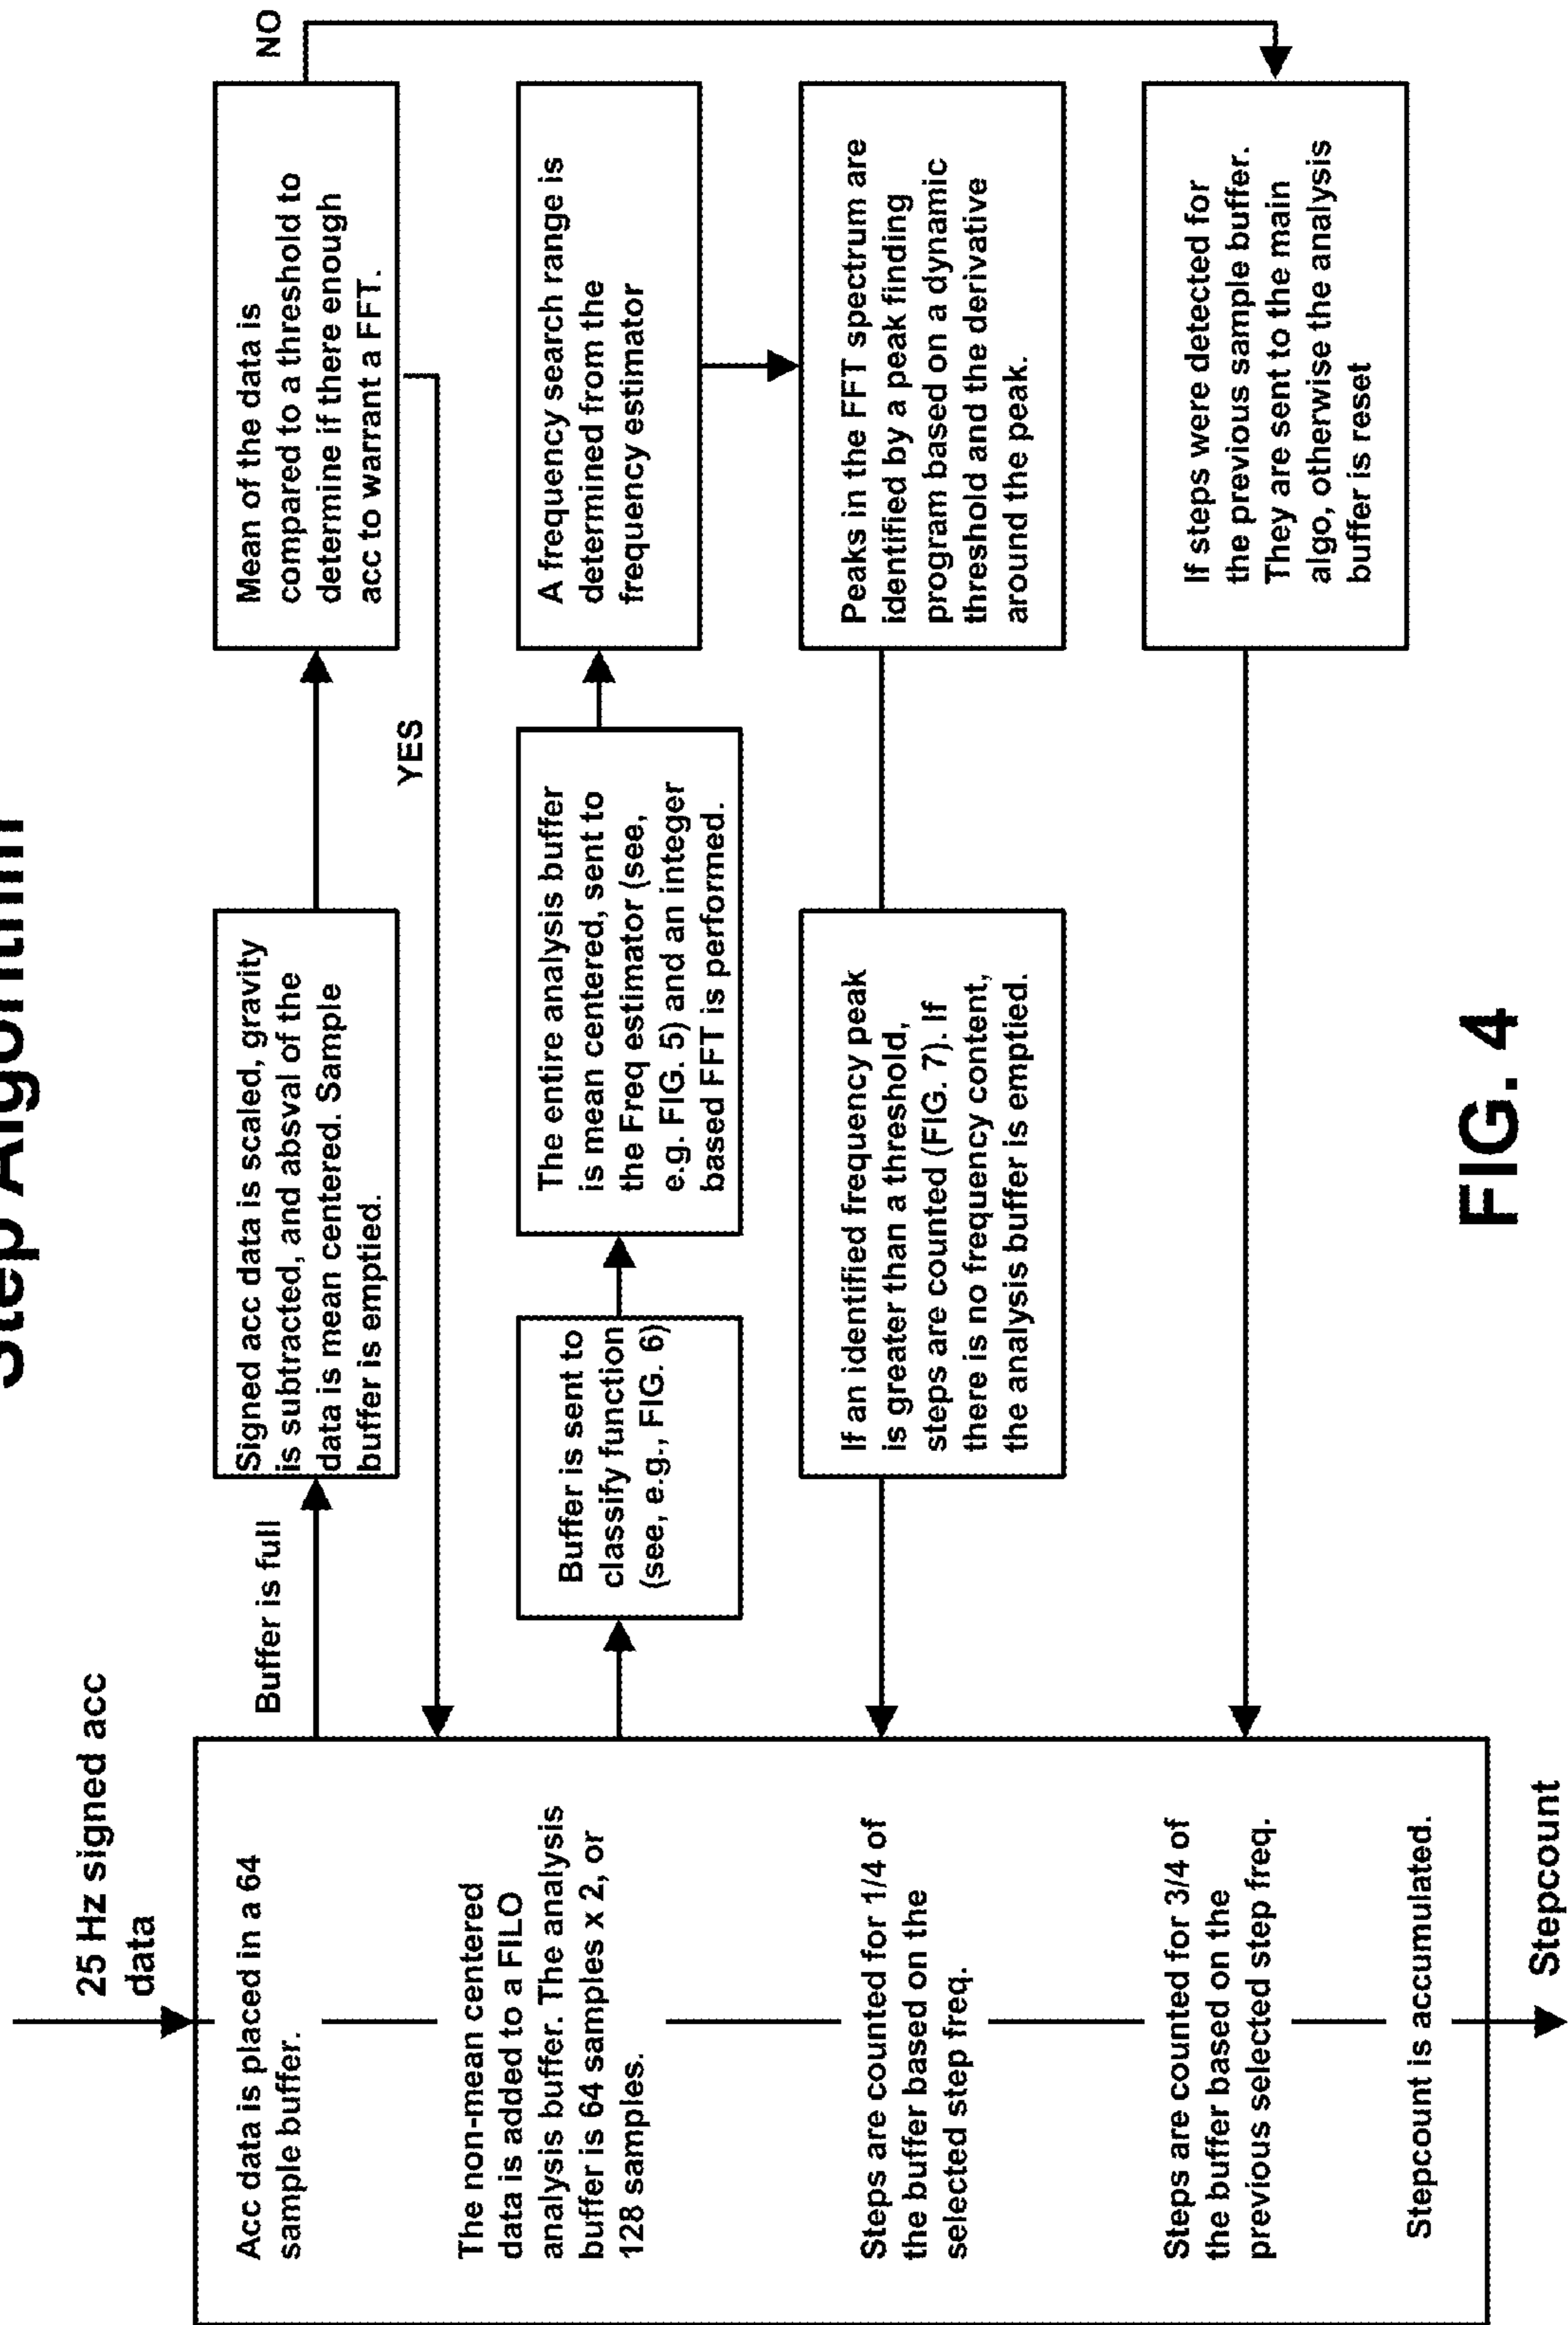 Step Algorithm
25 Hz signed acc
data
Acc data is placed in a 64
sample buffer.
Buffer is full
Signed acc data is scaled, gravity
is subtracted, and absval of the
data is mean centered. Sample
buffer is emptied.
Mean of the data is
compared to a threshold to
determine if there enough
acc to warrant a FFT.
NO
YES
The non-mean centered
data is added to a FILO
analysis buffer. The analysis
buffer is 64 samples x 2, or
128 samples.
Buffer is sent to
classify function
(see, e.g., FIG. 6)
The entire analysis buffer
is mean centered, sent to
the Freq estimator (see,
e.g. FIG. 5) and an integer
based FFT is performed.
A frequency search range is
determined from the
frequency estimator
Peaks in the FFT spectrum are
identified by a peak finding
program based on a dynamic
threshold and the derivative
around the peak.
If an identified frequency peak
is greater than a threshold,
steps are counted (FIG. 7). If
there is no frequency content,
the analysis buffer is emptied.
Steps are counted for 1/4 of
the buffer based on the
selected step freq.
If steps were detected for
the previous sample buffer.
They are sent to the main
algo, otherwise the analysis
buffer is reset
Steps are counted for 3/4 of
the buffer based on the
previous selected step freq.
Stepcount is accumulated.
Stepcount
FIG. 4